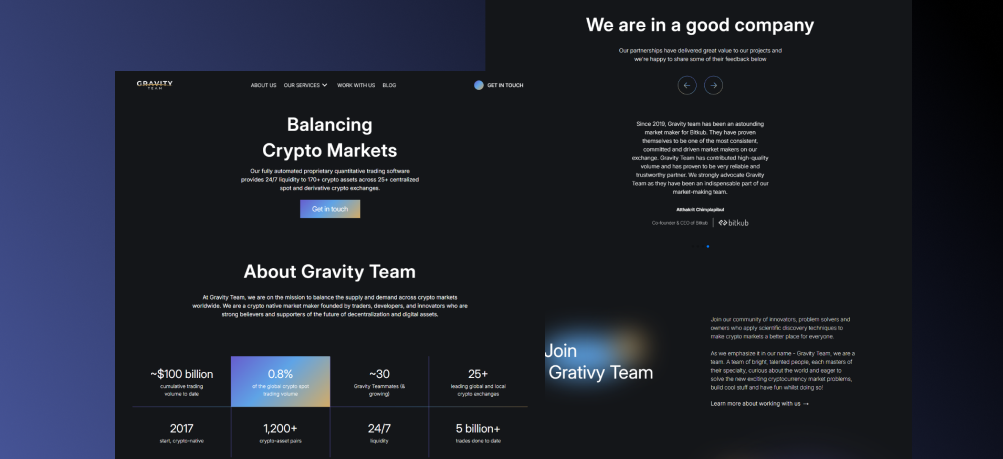 GRAVITY
TEAM
ABOUT US OUR SERVICES WORK WITH US BLOG
GET IN TOUCH
Balancing
Crypto Markets
Our fully automated proprietary quantitative trading software
provides 24/7 liquidity to 170+ crypto assets across 25+ centralized
spot and derivative crypto exchanges.
Get in touch
About Gravity Team
At Gravity Team, we are on the mission to balance the supply and demand across crypto markets
worldwide. We are a crypto native market maker founded by traders, developers, and innovators who are
strong believers and supporters of the future of decentralization and digital assets.
~$100 billion
cumulative trading
volume to date
0.8%
of the global crypto spot
trading volume
~30
Gravity Teammates (&
growing)
25+
leading global and local
crypto exchanges
2017
start, crypto-native
1,200+
crypto-asset pairs
24/7
liquidity
5 billion+
trades done to date
We are in a good company
Our partnerships have delivered great value to our projects and
we're happy to share some of their feedback below
Since 2019, Gravity team has been an astounding
market maker for Bitkub. They have proven
themselves to be one of the most consistent,
committed and driven market makers on our
exchange. Gravity Team has contributed high-quality
volume and has proven to be very reliable and
trustworthy partner. We strongly advocate Gravity
Team as they have been an indispensable part of our
market-making team.
Atthakrit Chimplapibul
Co-founder & CEO of Bitkub
bitkub
Join
Grativy Team
Join our community of innovators, problem solvers and
owners who apply scientific discovery techniques to
make crypto markets a better place for everyone.
As we emphasize it in our name - Gravity Team, we are a
team. A team of bright, talented people, each masters of
their specialty, curious about the world and eager to
solve the new exciting cryptocurrency market problems,
build cool stuff and have fun whilst doing so!
Learn more about working with us →